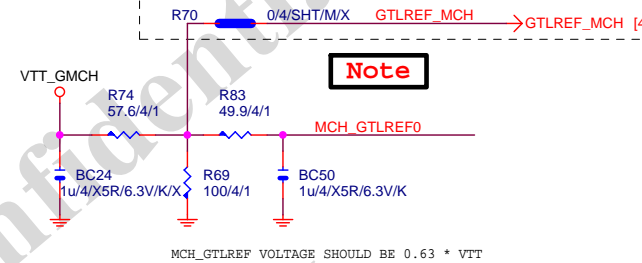 R70 0/4/SHT/M/X GTLREF_MCH GTLREF_MCH [4
Note
VTT_GMCH
R74 R83
57.6/4/1 49.9/4/1
MCH_GTLREF0
BC24 R69 BC50
1u/4/X5R/6.3V/K/X 100/4/1 1u/4/X5R/6.3V/K
MCH_GTLREF VOLTAGE SHOULD BE 0.63 * VTT
nfidenti